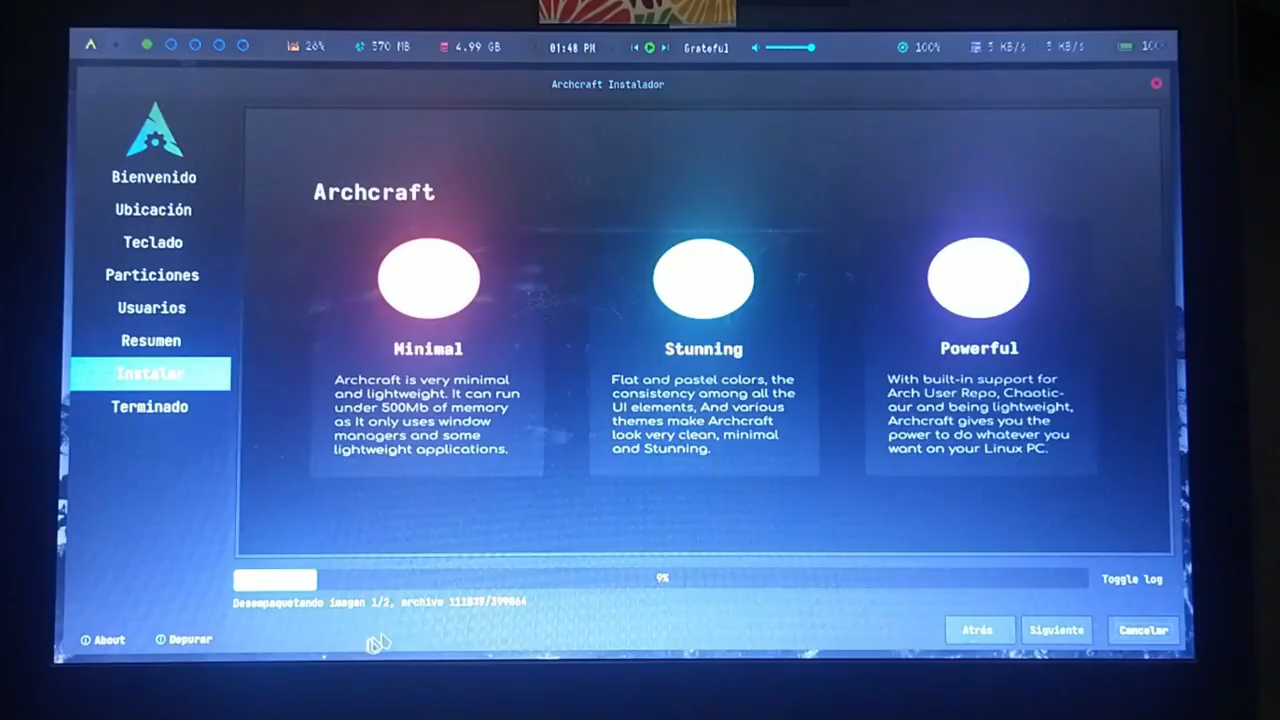 26% 570 MB 4.99 GB 01:48 PM Grateful 100% 3 KB/s 3 KB/s
Archcraft Instalador
Bienvenido
Ubicación
Teclado
Particiones
Usuarios
Resumen
Instalar
Terminado
Archcraft
Minimal
Archcraft is very minimal
and lightweight. It can run
under 500Mb of memory
as It only uses window
managers and some
lightweight applications.
Stunning
Flat and pastel colors, the
consistency among all the
UI elements, And various
themes make Archcraft
look very clean, minimal
and Stunning.
Powerful
With built-in support for
Arch User Repo, Chaotic-
aur and being lightweight,
Archcraft gives you the
power to do whatever you
want on your Linux PC.
9%
Toggle log
Desempaquetando imagen 1/2, archivo
About
Depurar
Atrás
Siguiente
Cancelar